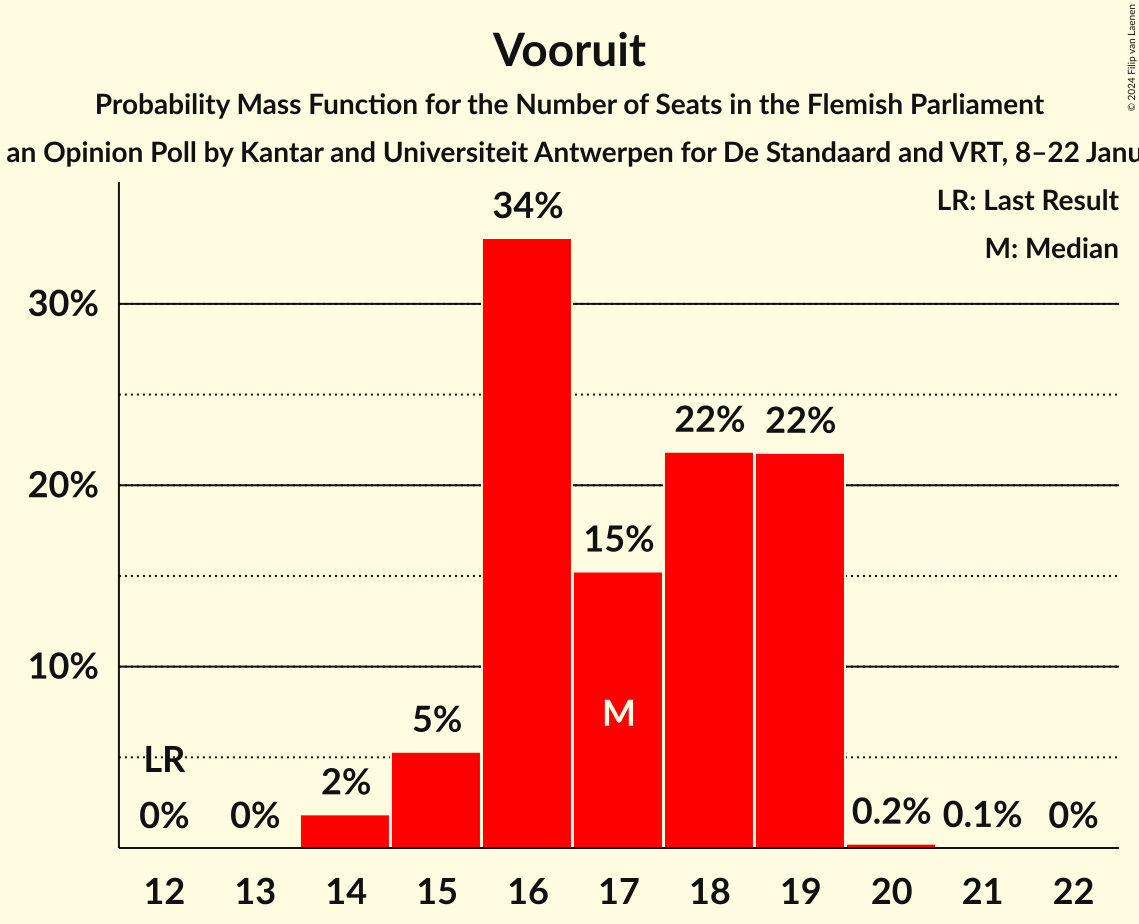 © 2024 Filip van Laenen
Vooruit
Probability Mass Function for the Number of Seats in the Flemish Parliament
an Opinion Poll by Kantar and Universiteit Antwerpen for De Standaard and VRT, 8–22 Janu
LR: Last Result
M: Median
34%
30%
22% 22%
20%
15%
10%
M
5%
LR
2%
0% 0% 0.2% 0.1% 0%
12 13 14 15 16 17 18 19 20 21 22